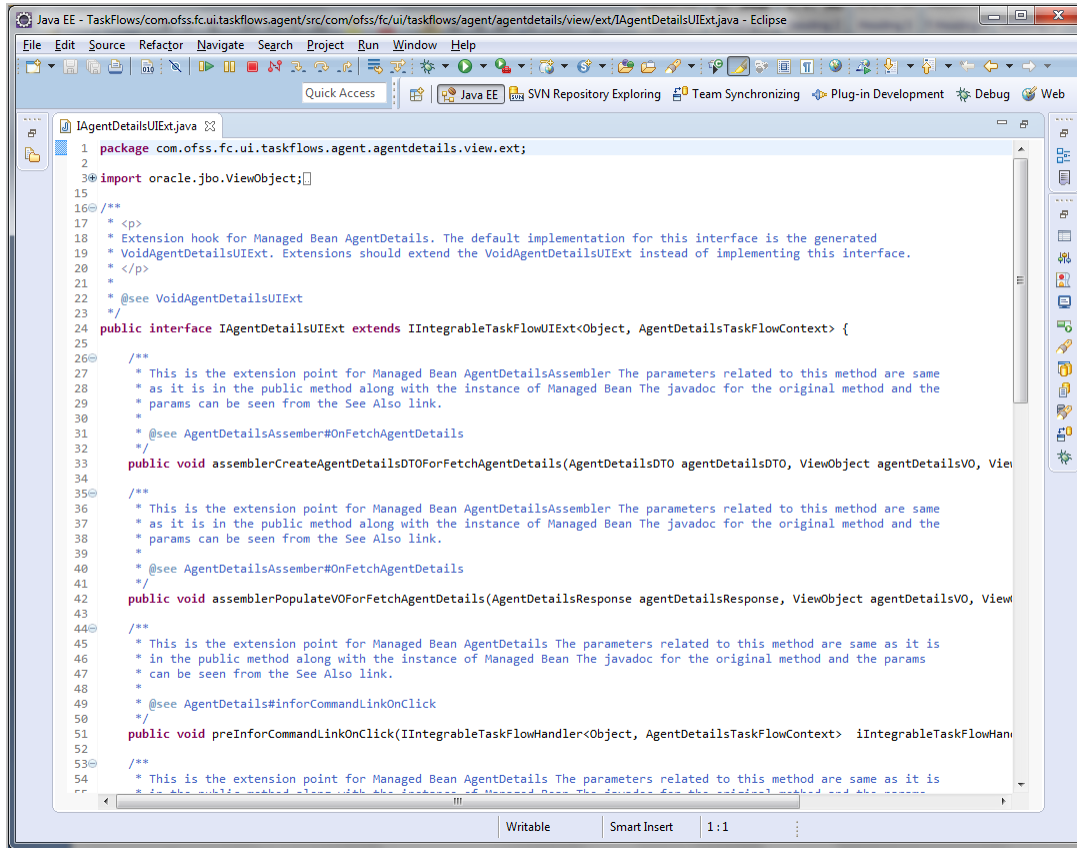 Java EE - TaskFlows/com.ofss.fc.ui.taskflows.agent/src/com/ofss/fc/ui/taskflows/agent/agentdetails/view/ext/IAgentDetailsUIExt.java - Eclipse
File Edit Source Refactor Navigate Search Project Run Window Help
Quick Access Java EE SVN Repository Exploring Team Synchronizing Plug-in Development Debug Web
IAgentDetailsUIExt.java
1 package com.ofss.fc.ui.taskflows.agent.agentdetails.view.ext;
2
3 import oracle.jbo.ViewObject;
15
16 /**
17 * <p>
18 * Extension hook for Managed Bean AgentDetails. The default implementation for this interface is the generated
19 * VoidAgentDetailsUIExt. Extensions should extend the VoidAgentDetailsUIExt instead of implementing this interface.
20 * </p>
21 *
22 * @see VoidAgentDetailsUIExt
23 */
24 public interface IAgentDetailsUIExt extends IIntegrableTaskFlowUIExt<Object, AgentDetailsTaskFlowContext> {
25
26 /**
27 * This is the extension point for Managed Bean AgentDetailsAssembler The parameters related to this method are same
28 * as it is in the public method along with the instance of Managed Bean The javadoc for the original method and the
29 * params can be seen from the See Also link.
30 *
31 * @see AgentDetailsAssember#OnFetchAgentDetails
32 */
33 public void assemblerCreateAgentDetailsDTOForFetchAgentDetails(AgentDetailsDTO agentDetailsDTO, ViewObject agentDetailsVO, View
34
35 /**
36 * This is the extension point for Managed Bean AgentDetailsAssembler The parameters related to this method are same
37 * as it is in the public method along with the instance of Managed Bean The javadoc for the original method and the
38 * params can be seen from the See Also link.
39 *
40 * @see AgentDetailsAssember#OnFetchAgentDetails
41 */
42 public void assemblerPopulateVOForFetchAgentDetails(AgentDetailsResponse agentDetailsResponse, ViewObject agentDetailsVO, View
43
44 /**
45 * This is the extension point for Managed Bean AgentDetails The parameters related to this method are same as it is
46 * in the public method along with the instance of Managed Bean The javadoc for the original method and the params
47 * can be seen from the See Also link.
48 *
49 * @see AgentDetails#inforCommandLinkOnClick
50 */
51 public void preInforCommandLinkOnClick(IIntegrableTaskFlowHandler<Object, AgentDetailsTaskFlowContext> iIntegrableTaskFlowHan
52
53 /**
54 * This is the extension point for Managed Bean AgentDetails The parameters related to this method are same as it is
Writable Smart Insert 1 : 1